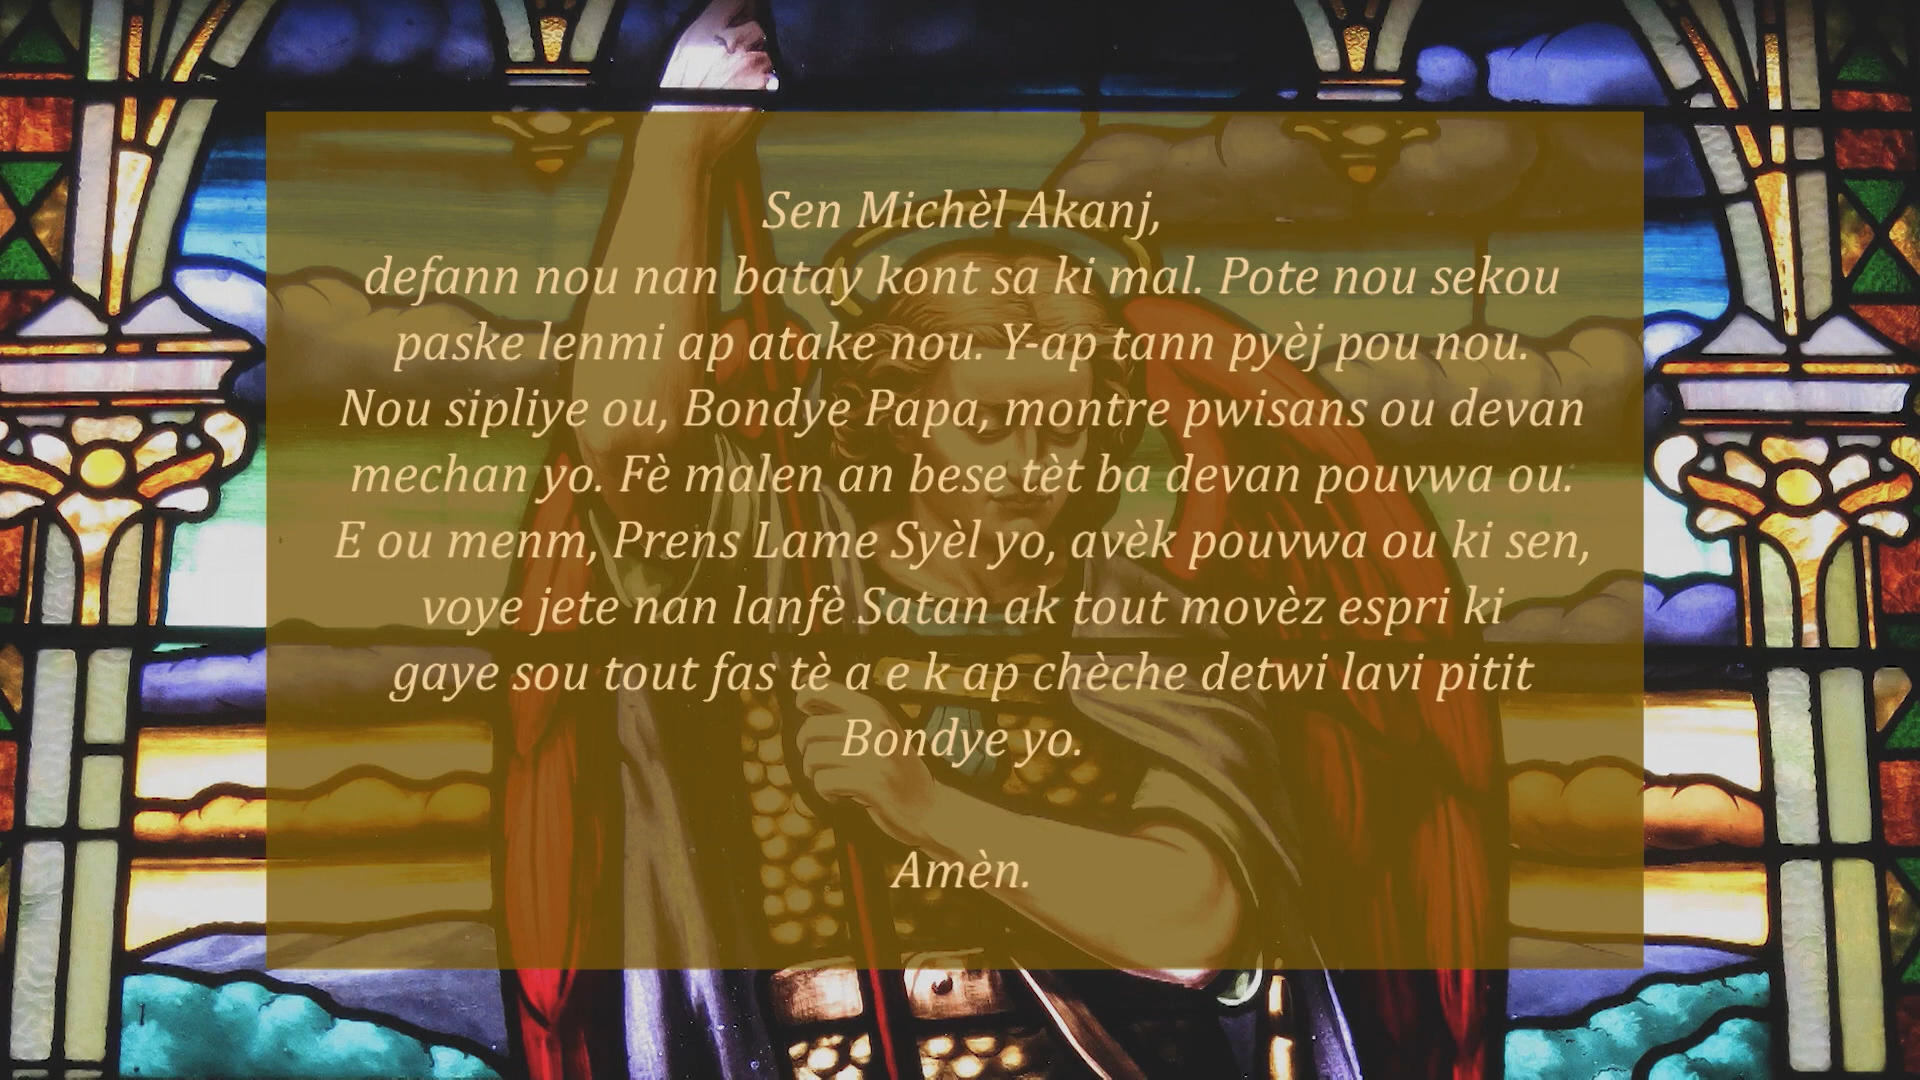 Sen Michèl Akanj,
defann nou nan batay kont sa ki mal. Pote nou sekou
paske lenmi ap atake nou. Y-ap tann pyèj pou nou.
Nou sipliye ou, Bondye Papa, montre pwisans ou devan
mechan yo. Fè malen an bese tèt ba devan pouvwa ou.
E ou menm, Prens Lame Syèl yo, avèk pouvwa ou ki sen,
voye jete nan lanfè Satan ak tout movèz espri ki
gaye sou tout fas tè a e k ap chèche detwi lavi pitit
Bondye yo.
Amèn.